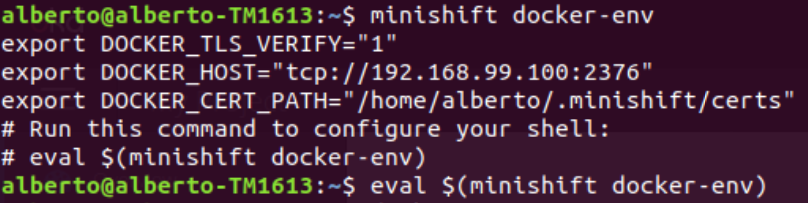 alberto@alberto-TM1613:~$ minishift docker-env
export DOCKER_TLS_VERIFY="1"
export DOCKER_HOST="tcp://192.168.99.100:2376"
export DOCKER_CERT_PATH="/home/alberto/.minishift/certs"
# Run this command to configure your shell:
# eval $(minishift docker-env)
alberto@alberto-TM1613:~$ eval $(minishift docker-env)